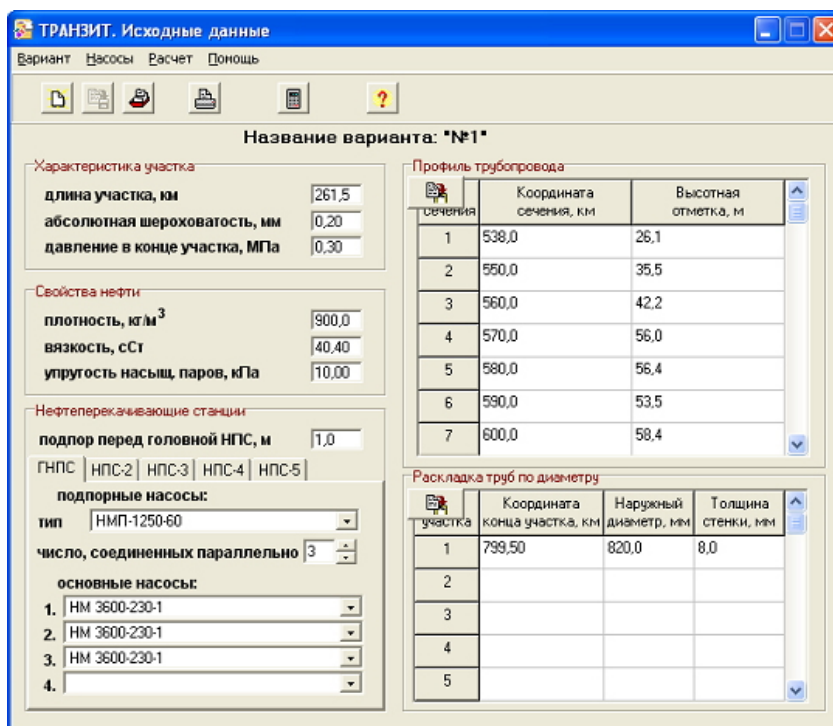 ТРАНЗИТ. Исходные данные
Вариант Насосы Расчет Помощь
Название варианта: "№1"
Характеристика участка
длина участка, км 261,5
абсолютная шероховатость, мм 0,20
давление в конце участка, МПа 0,30
Свойства нефти
плотность, кг/м³ 900,0
вязкость, сСт 40,40
упругость насыщ. паров, кПа 10,00
Нефтеперекачивающие станции
подпор перед головной НПС, м 1,0
ГНПС НПС-2 НПС-3 НПС-4 НПС-5
подпорные насосы:
тип НМП-1250-60
число, соединенных параллельно 3
основные насосы:
1. НМ 3600-230-1
2. НМ 3600-230-1
3. НМ 3600-230-1
4.
Профиль трубопровода
сечения Координата сечения, км Высотная отметка, м
1 538,0 26,1
2 550,0 35,5
3 560,0 42,2
4 570,0 56,0
5 580,0 56,4
6 590,0 53,5
7 600,0 58,4
Раскладка труб по диаметру
участка Координата конца участка, км Наружный диаметр, мм Толщина стенки, мм
1 799,50 820,0 8,0
2
3
4
5